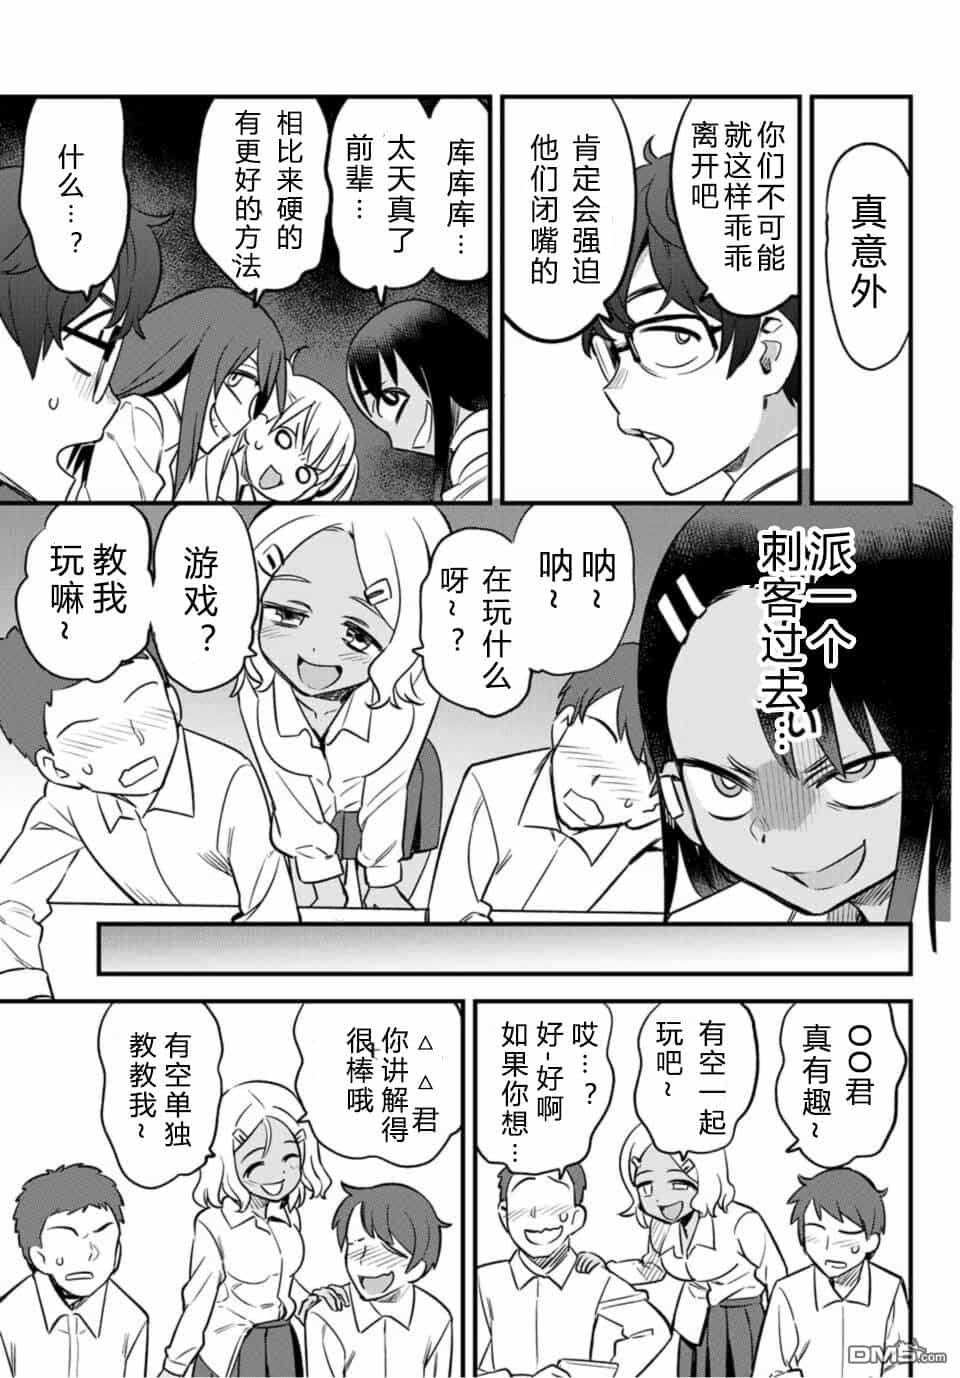 真意外
你们不可能
就这样乖乖
离开吧
肯定会强迫
他们闭嘴的
库库库…
太天真了
前辈…
相比来硬的
有更好的方法
什么…？
派一个
刺客过去…
呐~
呐~
在玩什么
呀~？
游戏？
教我
玩嘛~
〇〇君
真有趣~
有空一起
玩吧~
哎…？
好-好啊
如果你想…
△△君
你讲解得
很棒哦
有空单独
教教我~
DM5.com